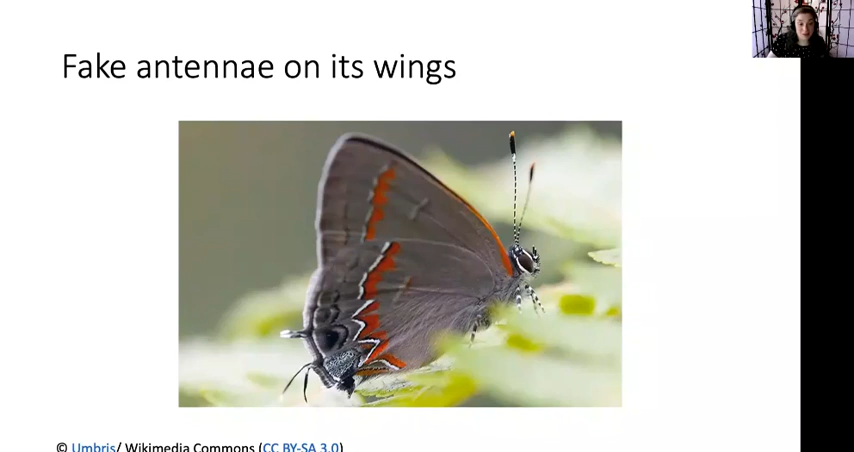 Fake antennae on its wings
© Umbris/ Wikimedia Commons (CC BY-SA 3.0)